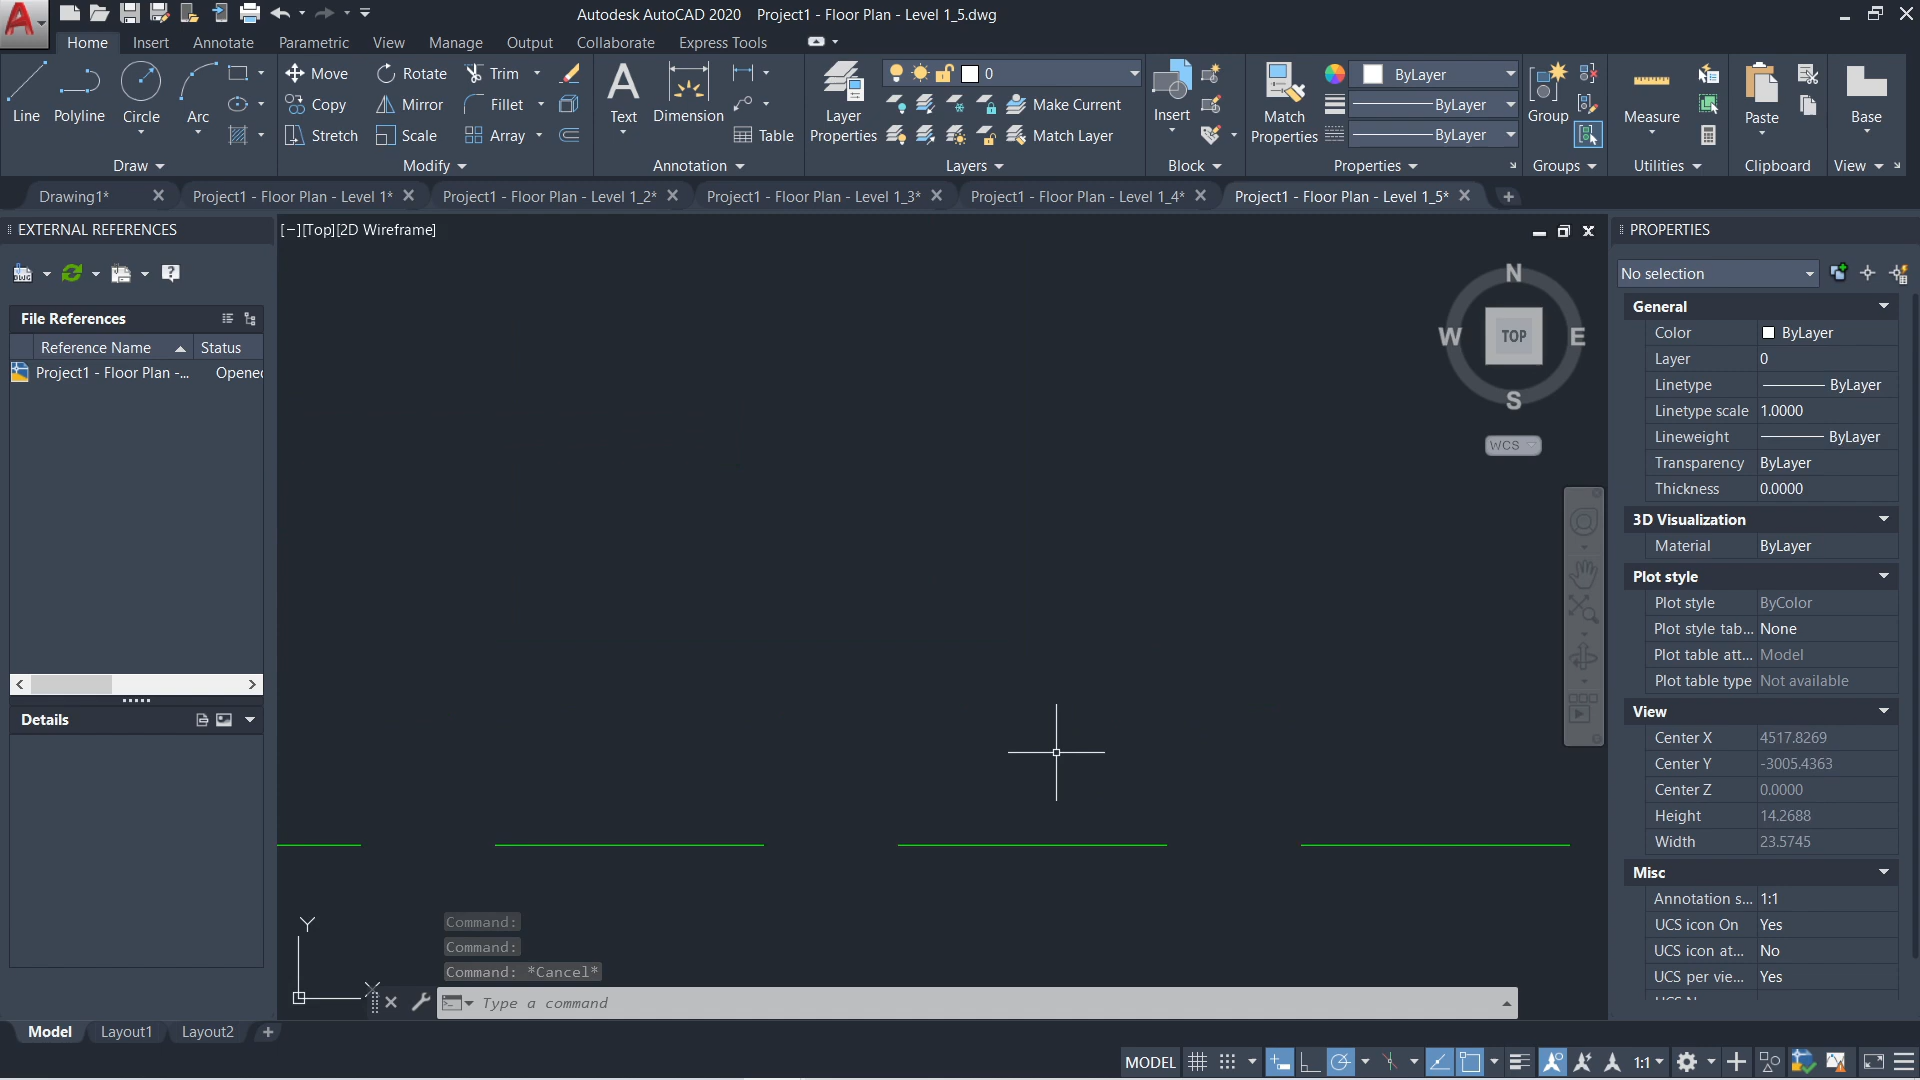 Autodesk AutoCAD 2020 Project1 - Floor Plan - Level 1_5.dwg
Home Insert Annotate Parametric View Manage Output Collaborate Express Tools
Line Polyline Circle Arc
Move Rotate Trim
Copy Mirror Fillet
Stretch Scale Array
Text Dimension Table
Layer Properties
0
Make Current
Match Layer
Insert
Match Properties
ByLayer
ByLayer
ByLayer
Group
Measure
Paste
Base
Draw Modify Annotation Layers Block Properties Groups Utilities Clipboard View
Drawing1* Project1 - Floor Plan - Level 1* Project1 - Floor Plan - Level 1_2* Project1 - Floor Plan - Level 1_3* Project1 - Floor Plan - Level 1_4* Project1 - Floor Plan - Level 1_5*
EXTERNAL REFERENCES
DWG
File References
Reference Name Status
Project1 - Floor Plan -... Opened
Details
[−][Top][2D Wireframe]
N
W TOP E
S
WCS
Y
X
Command:
Command:
Command: *Cancel*
Type a command
PROPERTIES
No selection
General
Color ByLayer
Layer 0
Linetype ByLayer
Linetype scale 1.0000
Lineweight ByLayer
Transparency ByLayer
Thickness 0.0000
3D Visualization
Material ByLayer
Plot style
Plot style ByColor
Plot style tab... None
Plot table att... Model
Plot table type Not available
View
Center X 4517.8269
Center Y -3005.4363
Center Z 0.0000
Height 14.2688
Width 23.5745
Misc
Annotation s... 1:1
UCS icon On Yes
UCS icon at... No
UCS per vie... Yes
Model Layout1 Layout2
MODEL 1:1